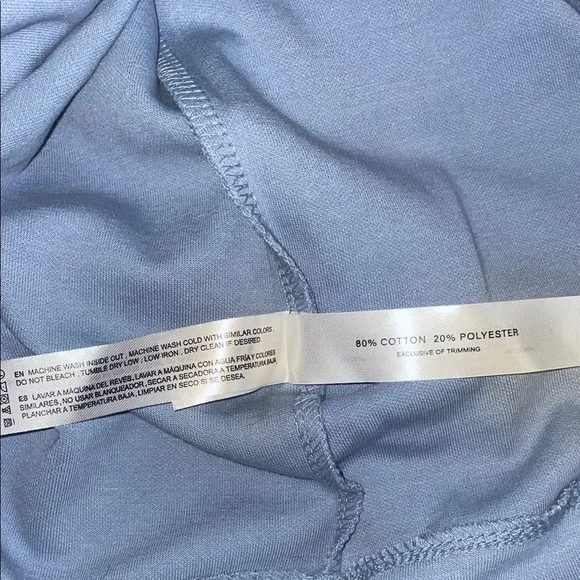 EN MACHINE WASH INSIDE OUT , MACHINE WASH COLD WITH SIMILAR COLORS ,
DO NOT BLEACH , TUMBLE DRY LOW , LOW IRON , DRY CLEAN IF DESIRED.
ES LAVAR A MÁQUINA DEL REVES, LAVAR A MÁQUINA CON AGUA FRÍA Y COLORES
SIMILARES , NO USAR BLANQUEADOR , SECAR A SECADORA A TEMPERATURA BAJA,
PLANCHAR A TEMPERATURA BAJA , LIMPIAR EN SECO SI SE DESEA.
80% COTTON 20% POLYESTER
EXCLUSIVE OF TRIMMING